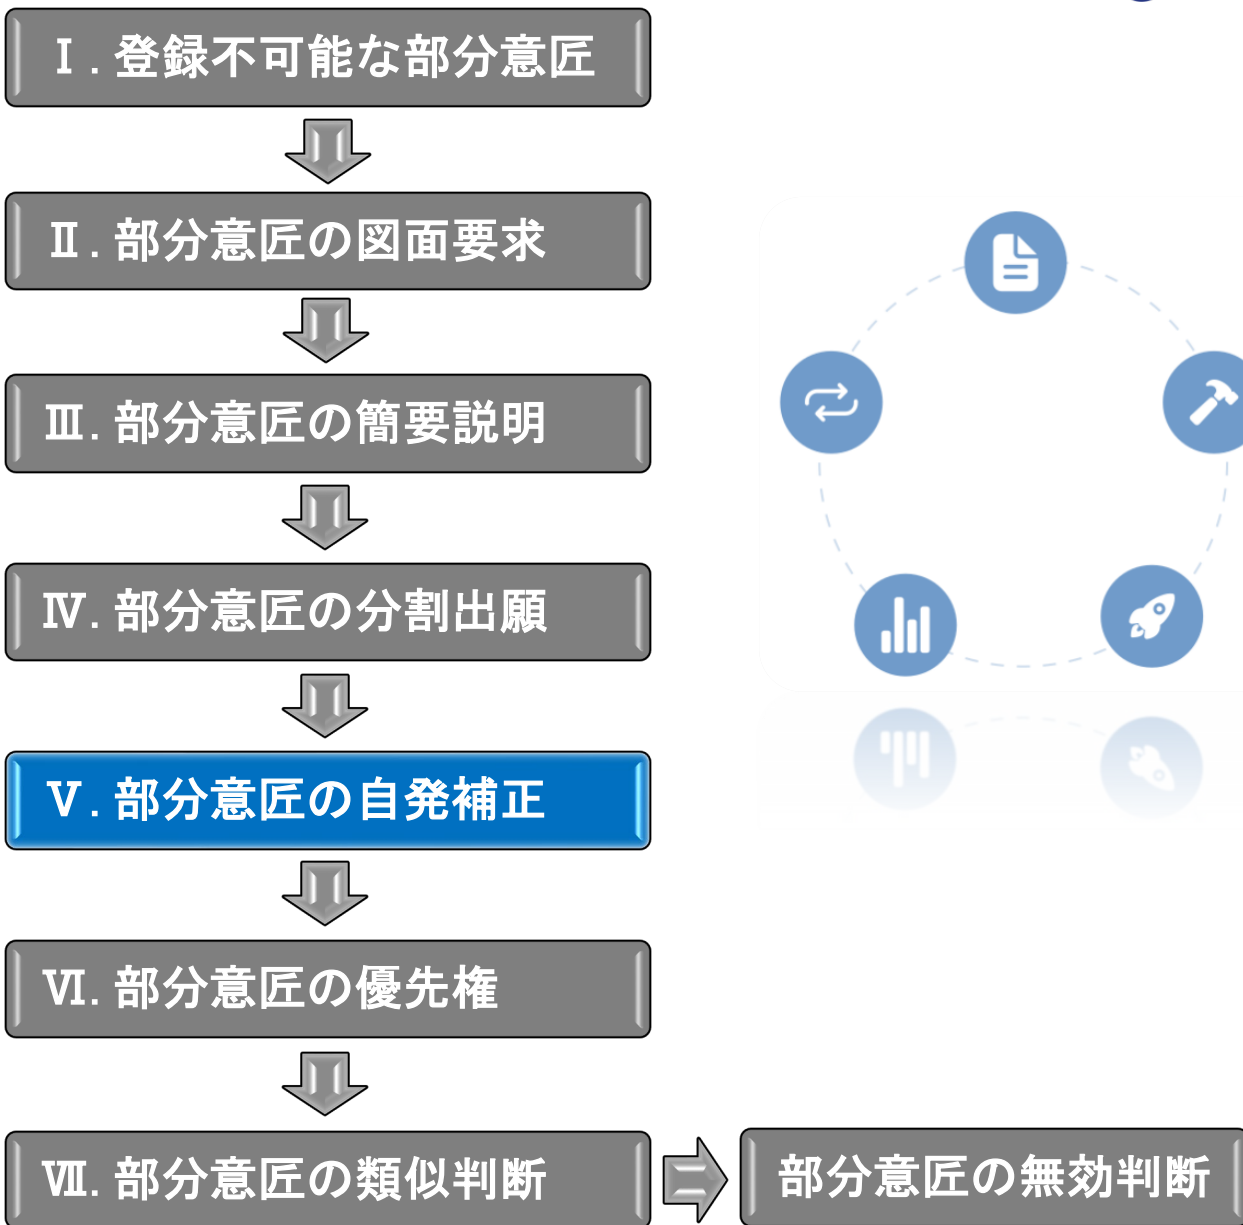 Ⅰ.登録不可能な部分意匠
Ⅱ.部分意匠の図面要求
Ⅲ.部分意匠の簡要説明
Ⅳ.部分意匠の分割出願
Ⅴ.部分意匠の自発補正
Ⅵ.部分意匠の優先権
Ⅶ.部分意匠の類似判断
部分意匠の無効判断